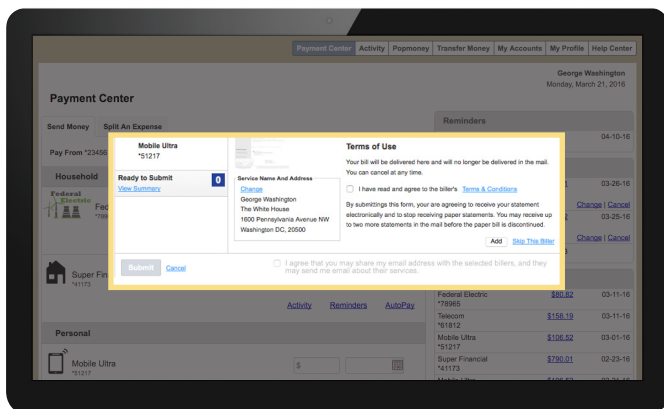 Payment Center Activity Popmoney Transfer Money My Accounts My Profile Help Center
George Washington
Monday, March 21, 2016
Payment Center
Send Money Split An Expense
Pay From *23456
Household
Federal
Electric
Fed
*789
Super Fin
*41173
Activity Reminders AutoPay
Personal
Mobile Ultra
*51217
$
Mobile Ultra
*51217
Ready to Submit 0
View Summary
Service Name And Address
Change
George Washington
The White House
1600 Pennsylvania Avenue NW
Washington DC, 20500
Terms of Use
Your bill will be delivered here and will no longer be delivered in the mail.
You can cancel at any time.
I have read and agree to the biller's Terms & Conditions
By submittings this form, your are agreeing to receive your statement
electronically and to stop receiving paper statements. You may receive up
to two more statements in the mail before the paper bill is discontinued.
Add Skip This Biller
Submit Cancel
I agree that you may share my email address with the selected billers, and they
may send me email about their services.
Reminders
04-10-16
03-26-16
Change | Cancel
03-25-16
Change | Cancel
Federal Electric $80.82 03-11-16
*78965
Telecom $158.19 03-11-16
*61812
Mobile Ultra $106.52 03-01-16
*51217
Super Financial $790.01 02-23-16
*41173